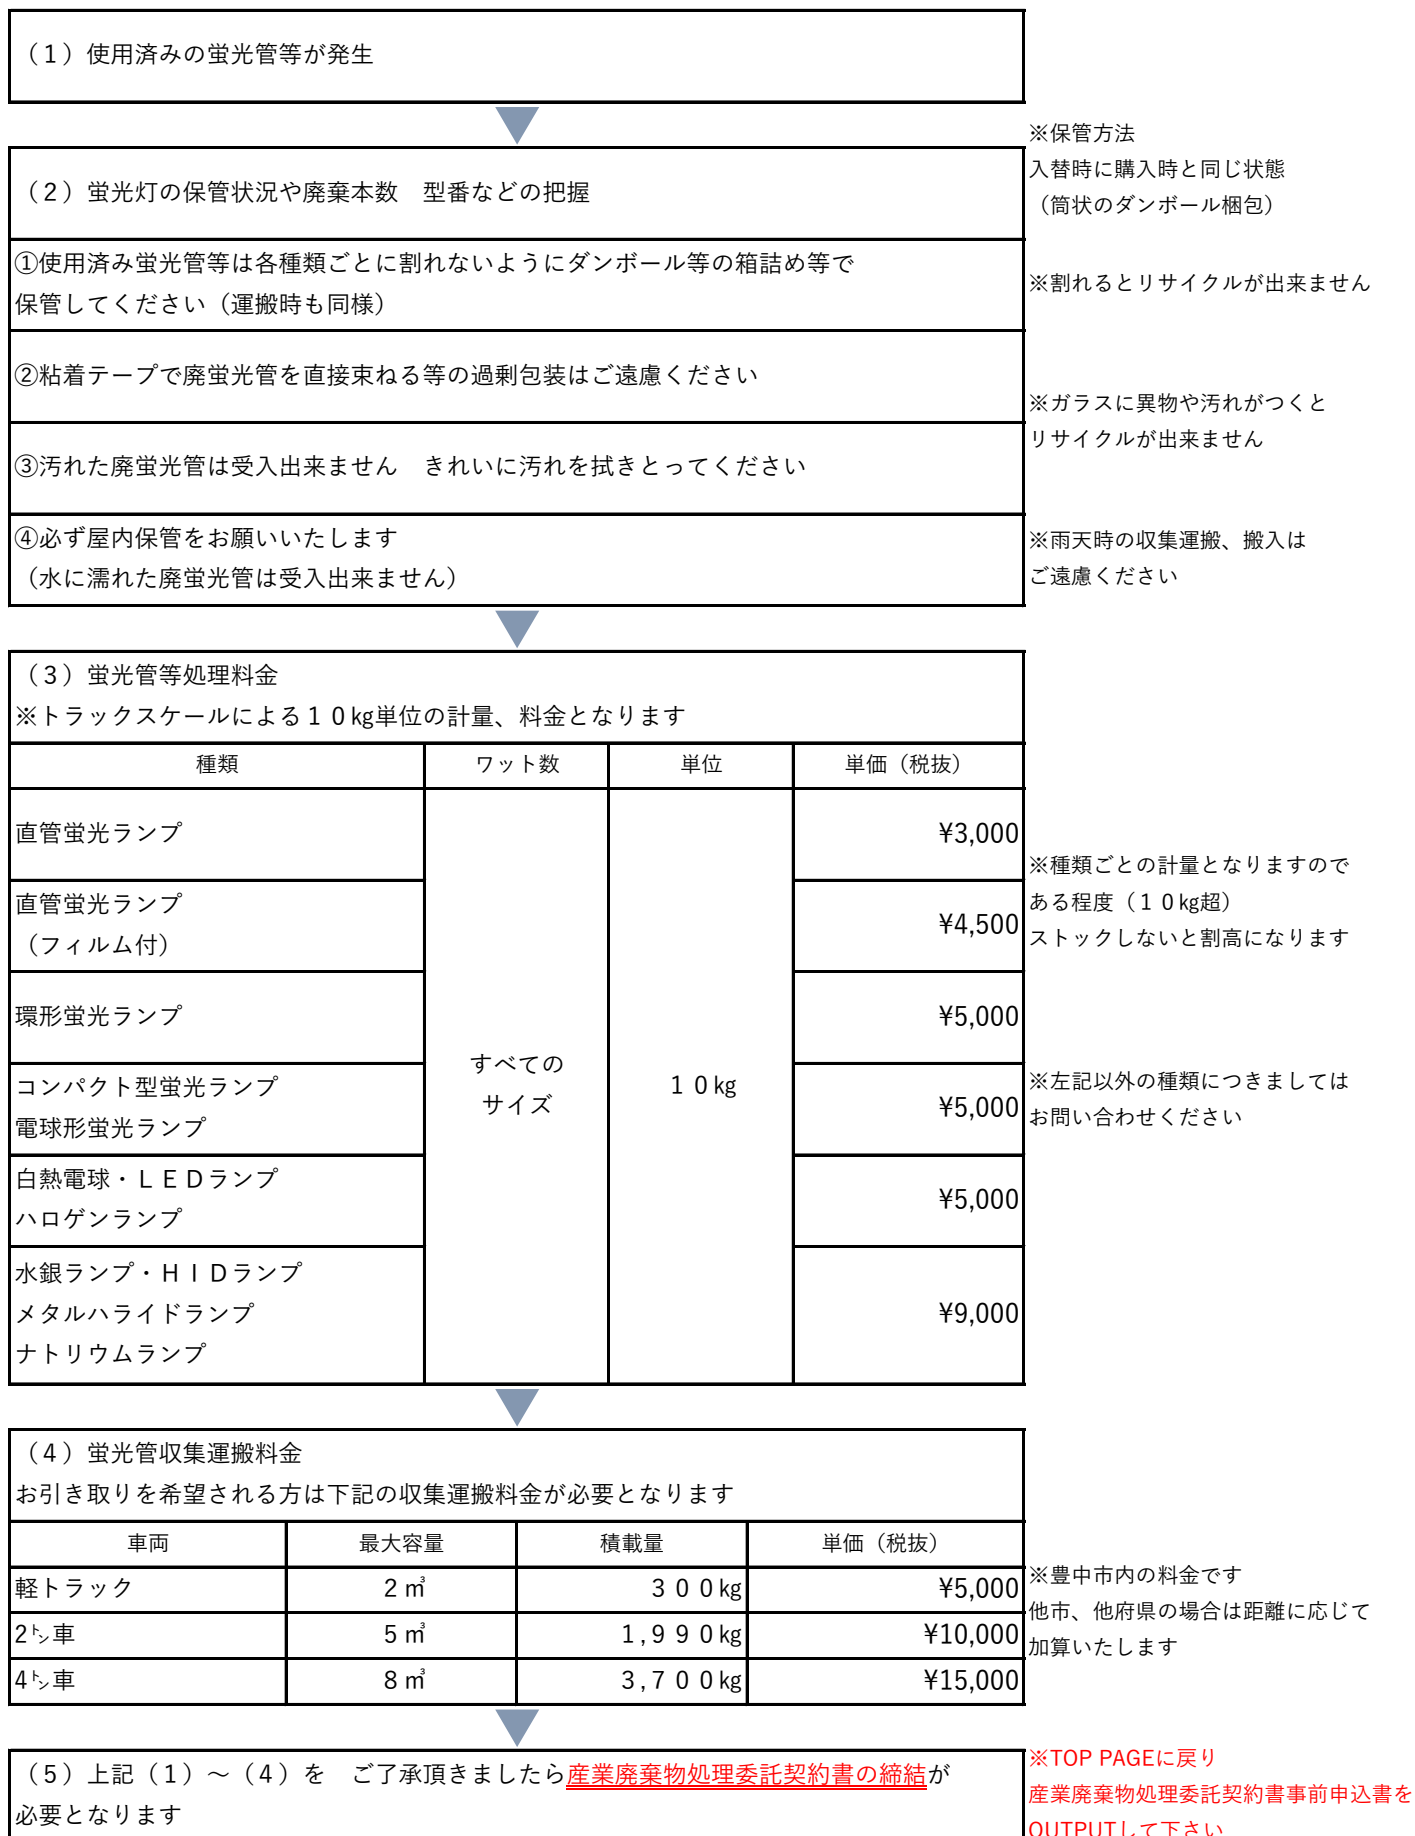 （１）使用済みの蛍光管等が発生
※保管方法
入替時に購入時と同じ状態
（筒状のダンボール梱包）
（２）蛍光灯の保管状況や廃棄本数　型番などの把握
①使用済み蛍光管等は各種類ごとに割れないようにダンボール等の箱詰め等で
保管してください（運搬時も同様）
※割れるとリサイクルが出来ません
②粘着テープで廃蛍光管を直接束ねる等の過剰包装はご遠慮ください
※ガラスに異物や汚れがつくと
リサイクルが出来ません
③汚れた廃蛍光管は受入出来ません　きれいに汚れを拭きとってください
④必ず屋内保管をお願いいたします
（水に濡れた廃蛍光管は受入出来ません）
※雨天時の収集運搬、搬入は
ご遠慮ください
（３）蛍光管等処理料金
※トラックスケールによる１０㎏単位の計量、料金となります
種類　ワット数　単位　単価（税抜）
直管蛍光ランプ　¥3,000
※種類ごとの計量となりますので
ある程度（１０㎏超）
ストックしないと割高になります
直管蛍光ランプ
（フィルム付）　¥4,500
環形蛍光ランプ　¥5,000
すべての
サイズ
１０㎏
コンパクト型蛍光ランプ
電球形蛍光ランプ　¥5,000
※左記以外の種類につきましては
お問い合わせください
白熱電球・ＬＥＤランプ
ハロゲンランプ　¥5,000
水銀ランプ・ＨＩＤランプ
メタルハライドランプ
ナトリウムランプ　¥9,000
（４）蛍光管収集運搬料金
お引き取りを希望される方は下記の収集運搬料金が必要となります
車両　最大容量　積載量　単価（税抜）
軽トラック　２㎥　３００㎏　¥5,000
2㌧車　５㎥　１,９９０㎏　¥10,000
4㌧車　８㎥　３,７００㎏　¥15,000
※豊中市内の料金です
他市、他府県の場合は距離に応じて
加算いたします
（５）上記（１）～（４）を　ご了承頂きましたら産業廃棄物処理委託契約書の締結が
必要となります
※TOP PAGEに戻り
産業廃棄物処理委託契約書事前申込書を
OUTPUTして下さい